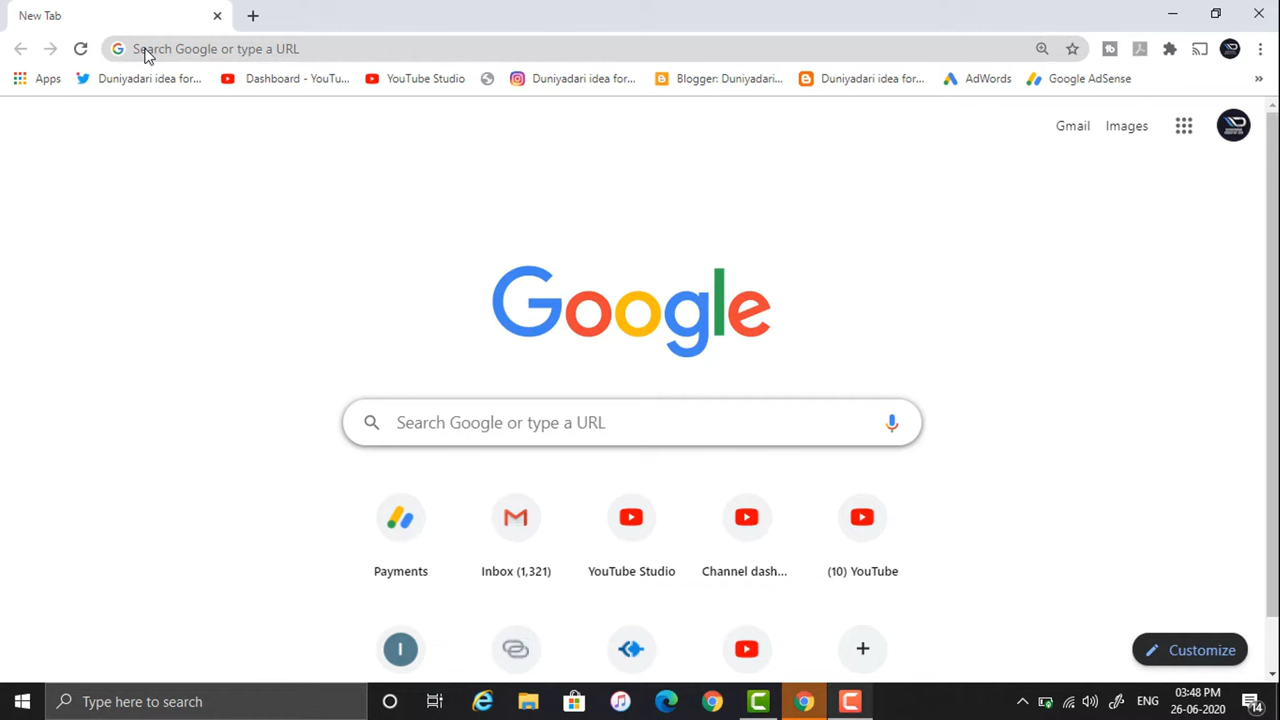 New Tab
Search Google or type a URL
Apps Duniyadari idea for... Dashboard - YouTu... YouTube Studio Duniyadari idea for... Blogger: Duniyadari... Duniyadari idea for... AdWords Google AdSense »
Gmail Images
Google
Search Google or type a URL
Payments Inbox (1,321) YouTube Studio Channel dash... (10) YouTube
I
Customize
Type here to search
ENG
03:48 PM
26-06-2020
14